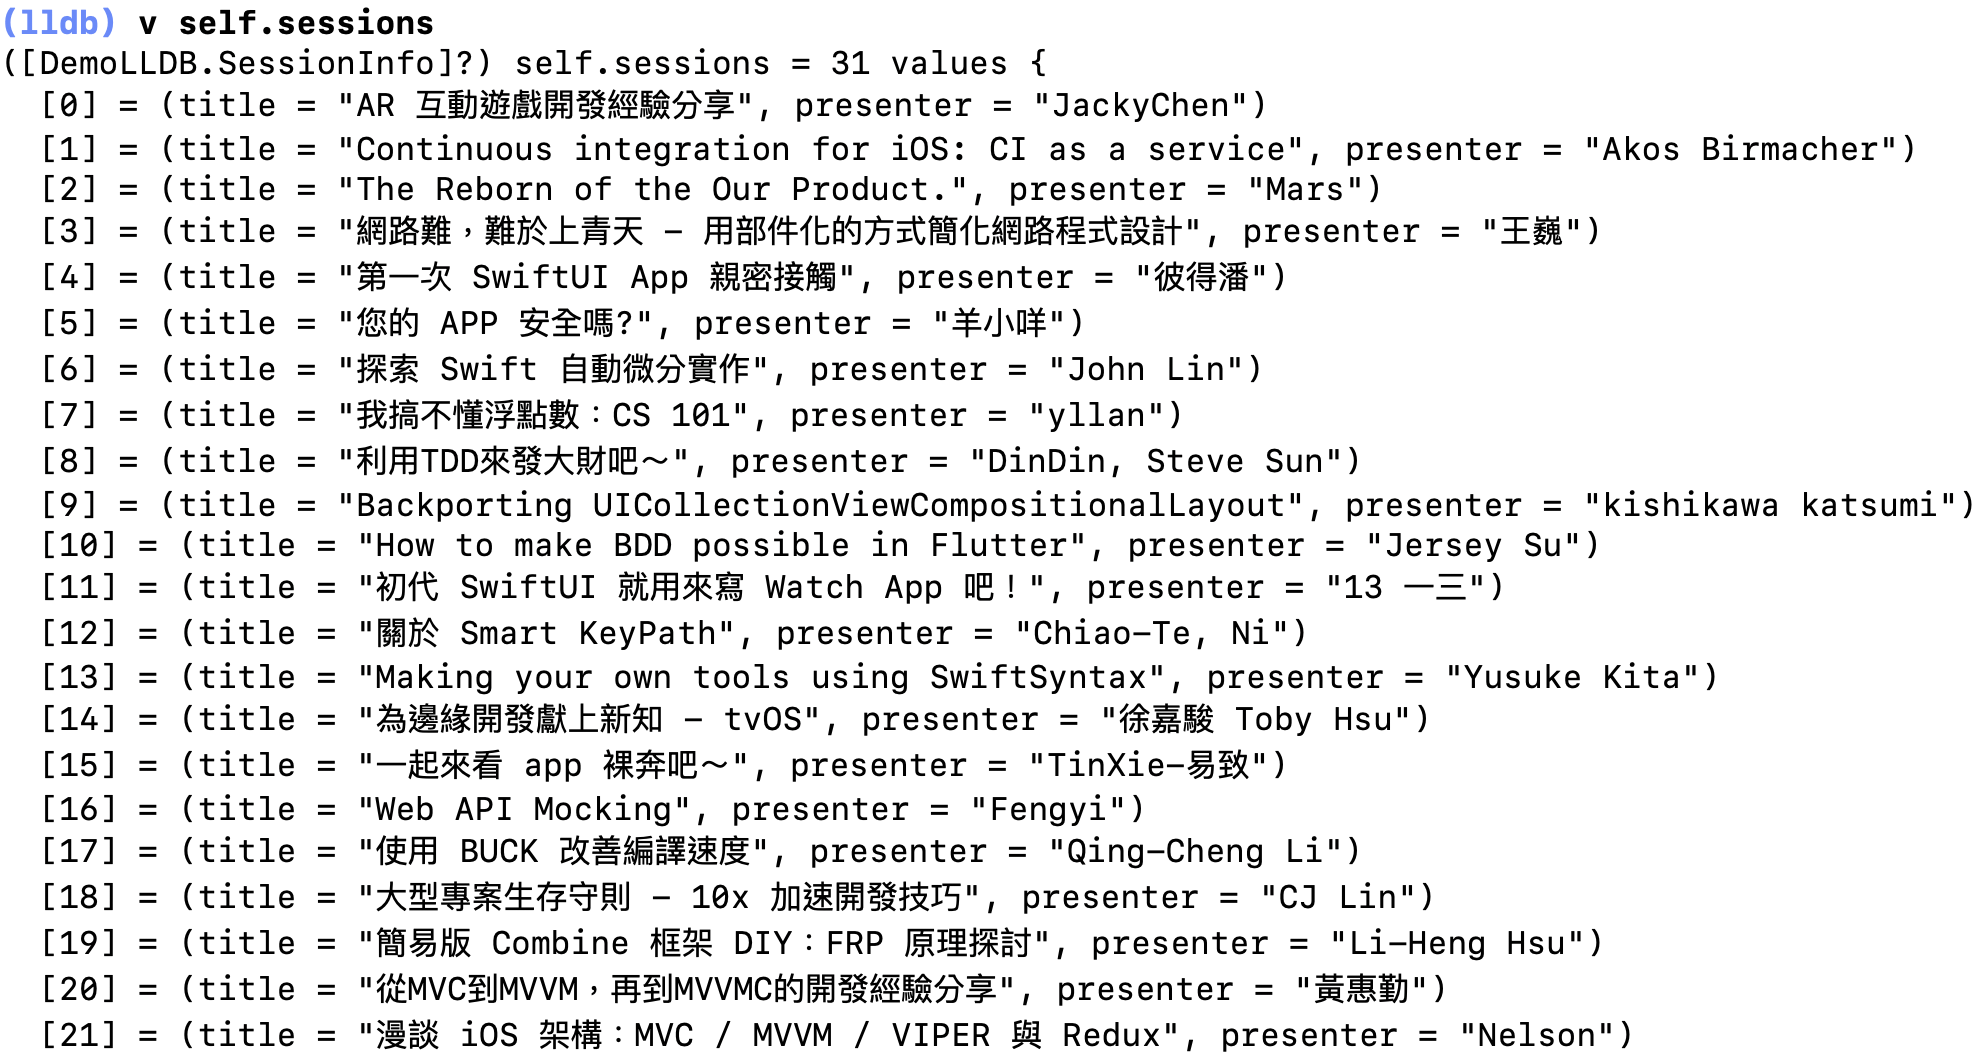 (lldb) v self.sessions
([DemoLLDB.SessionInfo]?) self.sessions = 31 values {
  [0] = (title = "AR 互動遊戲開發經驗分享", presenter = "JackyChen")
  [1] = (title = "Continuous integration for iOS: CI as a service", presenter = "Akos Birmacher")
  [2] = (title = "The Reborn of the Our Product.", presenter = "Mars")
  [3] = (title = "網路難，難於上青天 — 用部件化的方式簡化網路程式設計", presenter = "王巍")
  [4] = (title = "第一次 SwiftUI App 親密接觸", presenter = "彼得潘")
  [5] = (title = "您的 APP 安全嗎?", presenter = "羊小咩")
  [6] = (title = "探索 Swift 自動微分實作", presenter = "John Lin")
  [7] = (title = "我搞不懂浮點數：CS 101", presenter = "yllan")
  [8] = (title = "利用TDD來發大財吧～", presenter = "DinDin, Steve Sun")
  [9] = (title = "Backporting UICollectionViewCompositionalLayout", presenter = "kishikawa katsumi")
  [10] = (title = "How to make BDD possible in Flutter", presenter = "Jersey Su")
  [11] = (title = "初代 SwiftUI 就用來寫 Watch App 吧！", presenter = "13 一三")
  [12] = (title = "關於 Smart KeyPath", presenter = "Chiao-Te, Ni")
  [13] = (title = "Making your own tools using SwiftSyntax", presenter = "Yusuke Kita")
  [14] = (title = "為邊緣開發獻上新知 - tvOS", presenter = "徐嘉駿 Toby Hsu")
  [15] = (title = "一起來看 app 裸奔吧～", presenter = "TinXie-易致")
  [16] = (title = "Web API Mocking", presenter = "Fengyi")
  [17] = (title = "使用 BUCK 改善編譯速度", presenter = "Qing-Cheng Li")
  [18] = (title = "大型專案生存守則 - 10x 加速開發技巧", presenter = "CJ Lin")
  [19] = (title = "簡易版 Combine 框架 DIY：FRP 原理探討", presenter = "Li-Heng Hsu")
  [20] = (title = "從MVC到MVVM，再到MVVMC的開發經驗分享", presenter = "黃惠勤")
  [21] = (title = "漫談 iOS 架構：MVC / MVVM / VIPER 與 Redux", presenter = "Nelson")